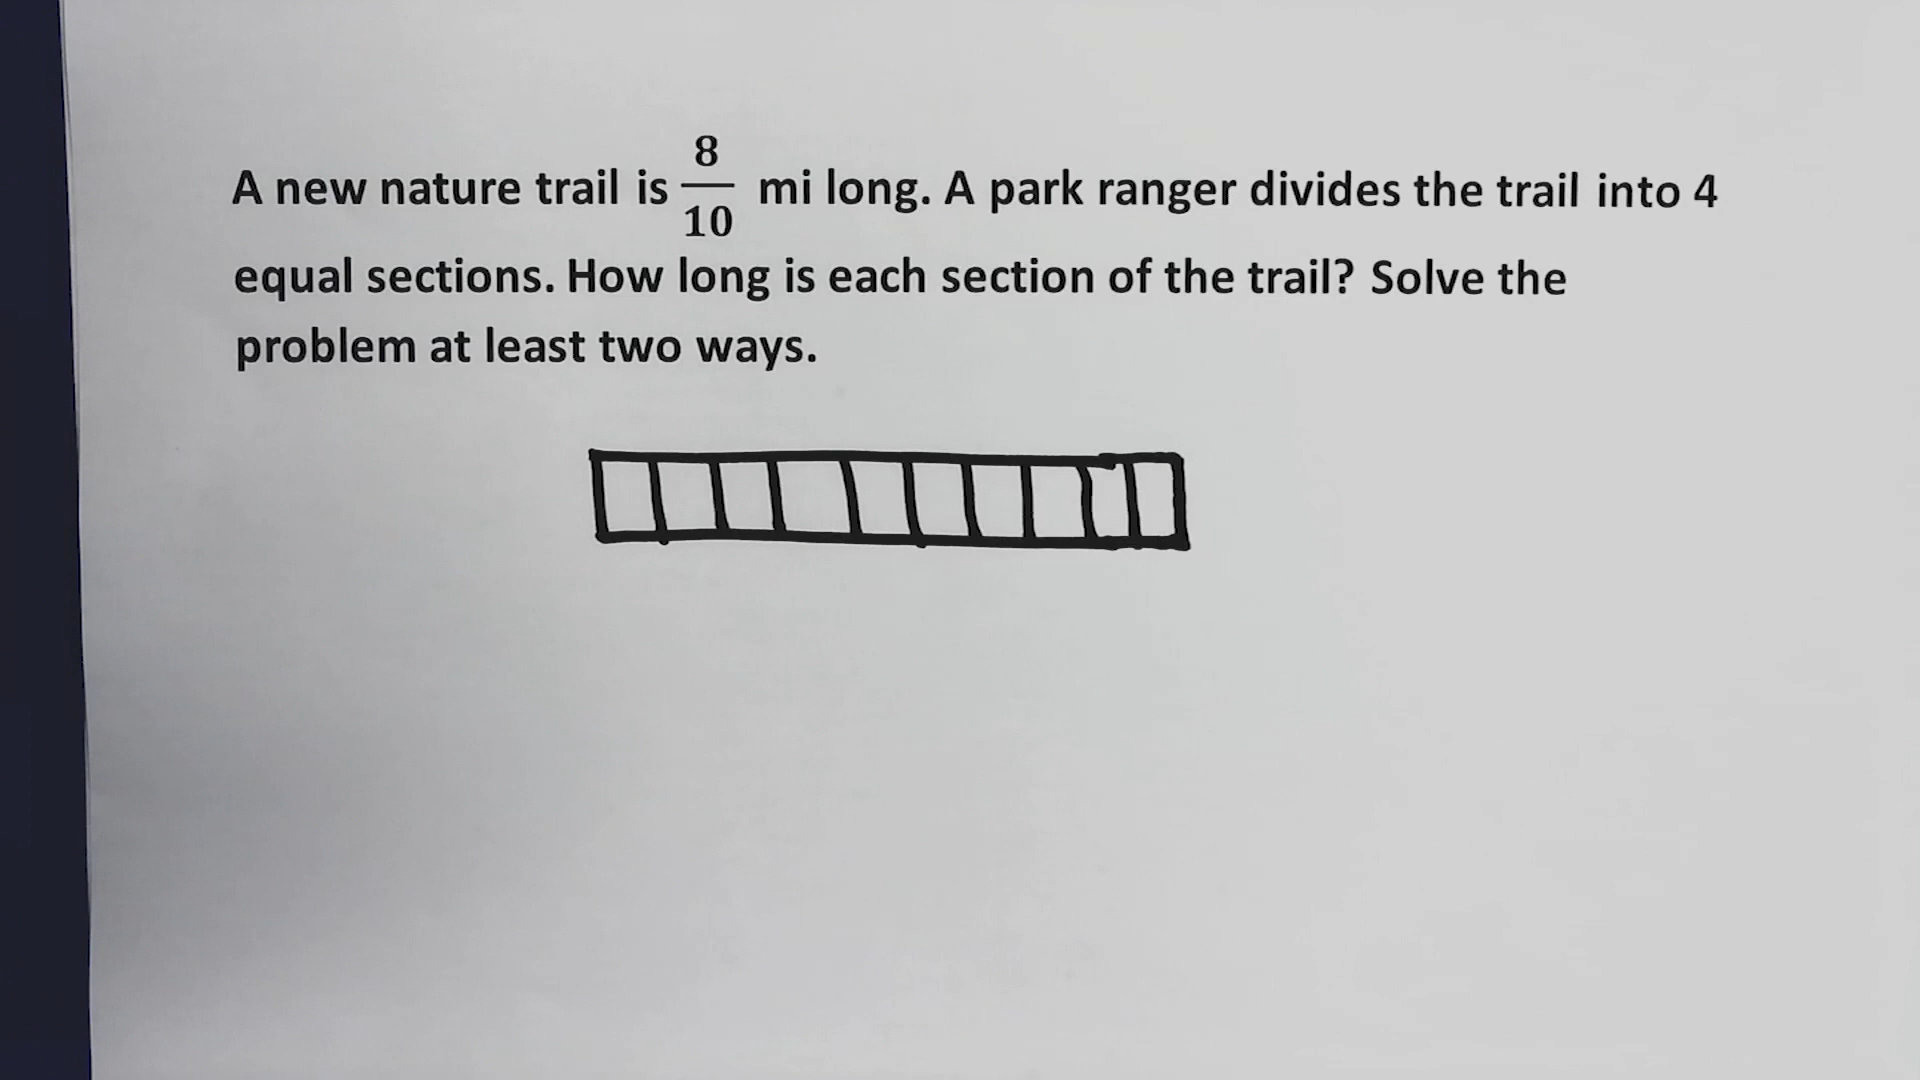 A new nature trail is 8/10 mi long. A park ranger divides the trail into 4
equal sections. How long is each section of the trail? Solve the
problem at least two ways.